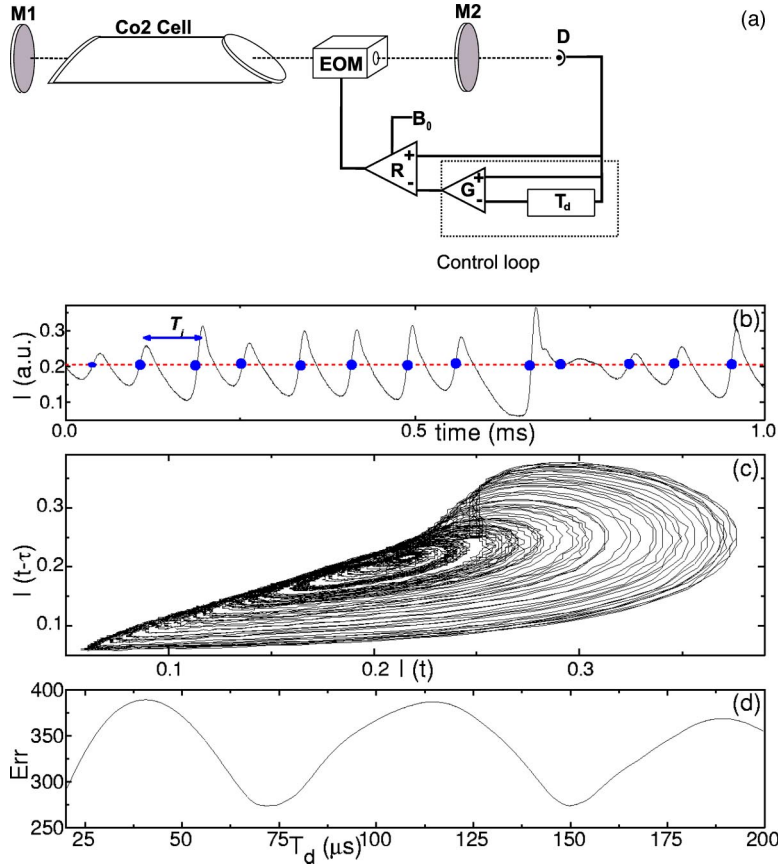 M1
Co2 Cell
M2
(a)
D
EOM
B0
+
R
-
+
G
-
Td
Control loop
(b)
Ti
0.3
0.2
0.1
I (a.u.)
0.0
0.5
1.0
time (ms)
(c)
0.3
0.2
0.1
I (t-τ)
0.1
0.2
0.3
I (t)
(d)
400
350
300
250
Err
25
50
75
100
125
150
175
200
Td (μs)